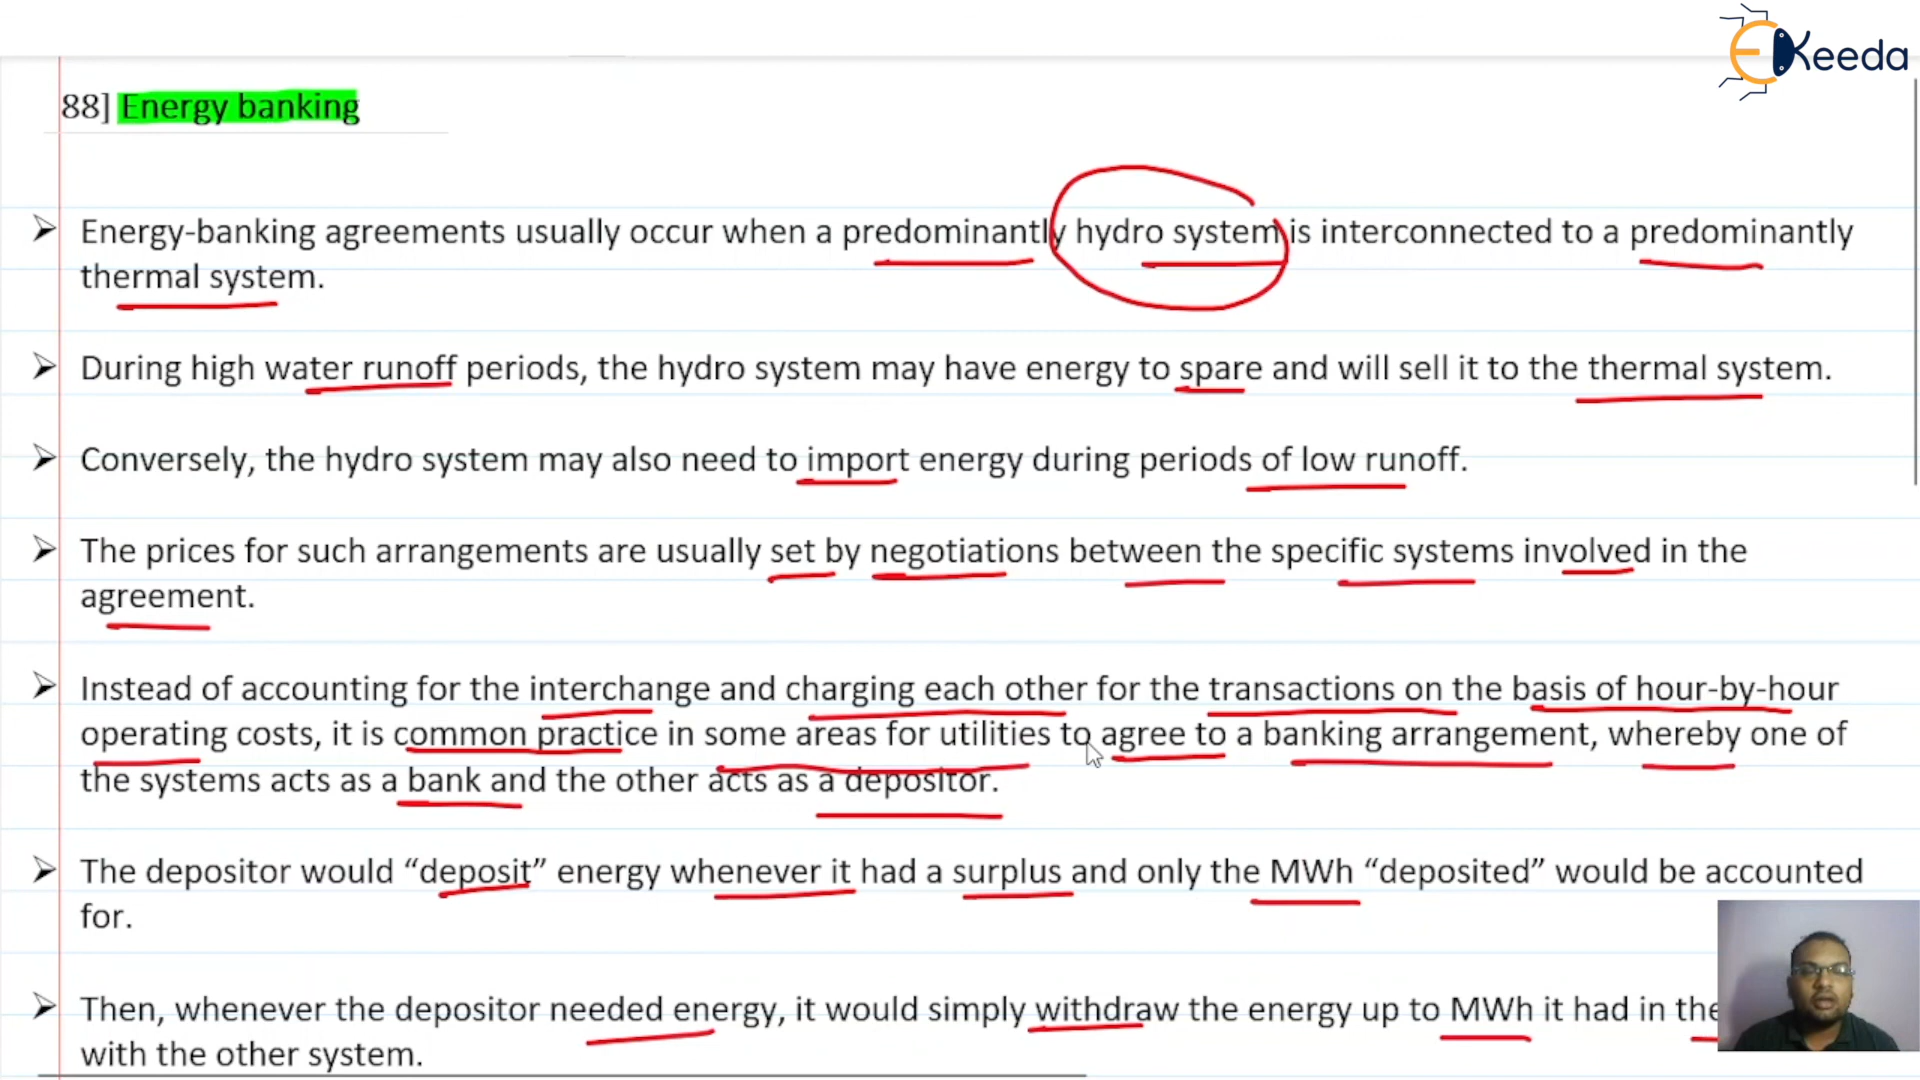 EKeeda
88] Energy banking
➢ Energy-banking agreements usually occur when a predominantly hydro system is interconnected to a predominantly
thermal system.
➢ During high water runoff periods, the hydro system may have energy to spare and will sell it to the thermal system.
➢ Conversely, the hydro system may also need to import energy during periods of low runoff.
➢ The prices for such arrangements are usually set by negotiations between the specific systems involved in the
agreement.
➢ Instead of accounting for the interchange and charging each other for the transactions on the basis of hour-by-hour
operating costs, it is common practice in some areas for utilities to agree to a banking arrangement, whereby one of
the systems acts as a bank and the other acts as a depositor.
➢ The depositor would “deposit” energy whenever it had a surplus and only the MWh “deposited” would be accounted
for.
➢ Then, whenever the depositor needed energy, it would simply withdraw the energy up to MWh it had in the
with the other system.